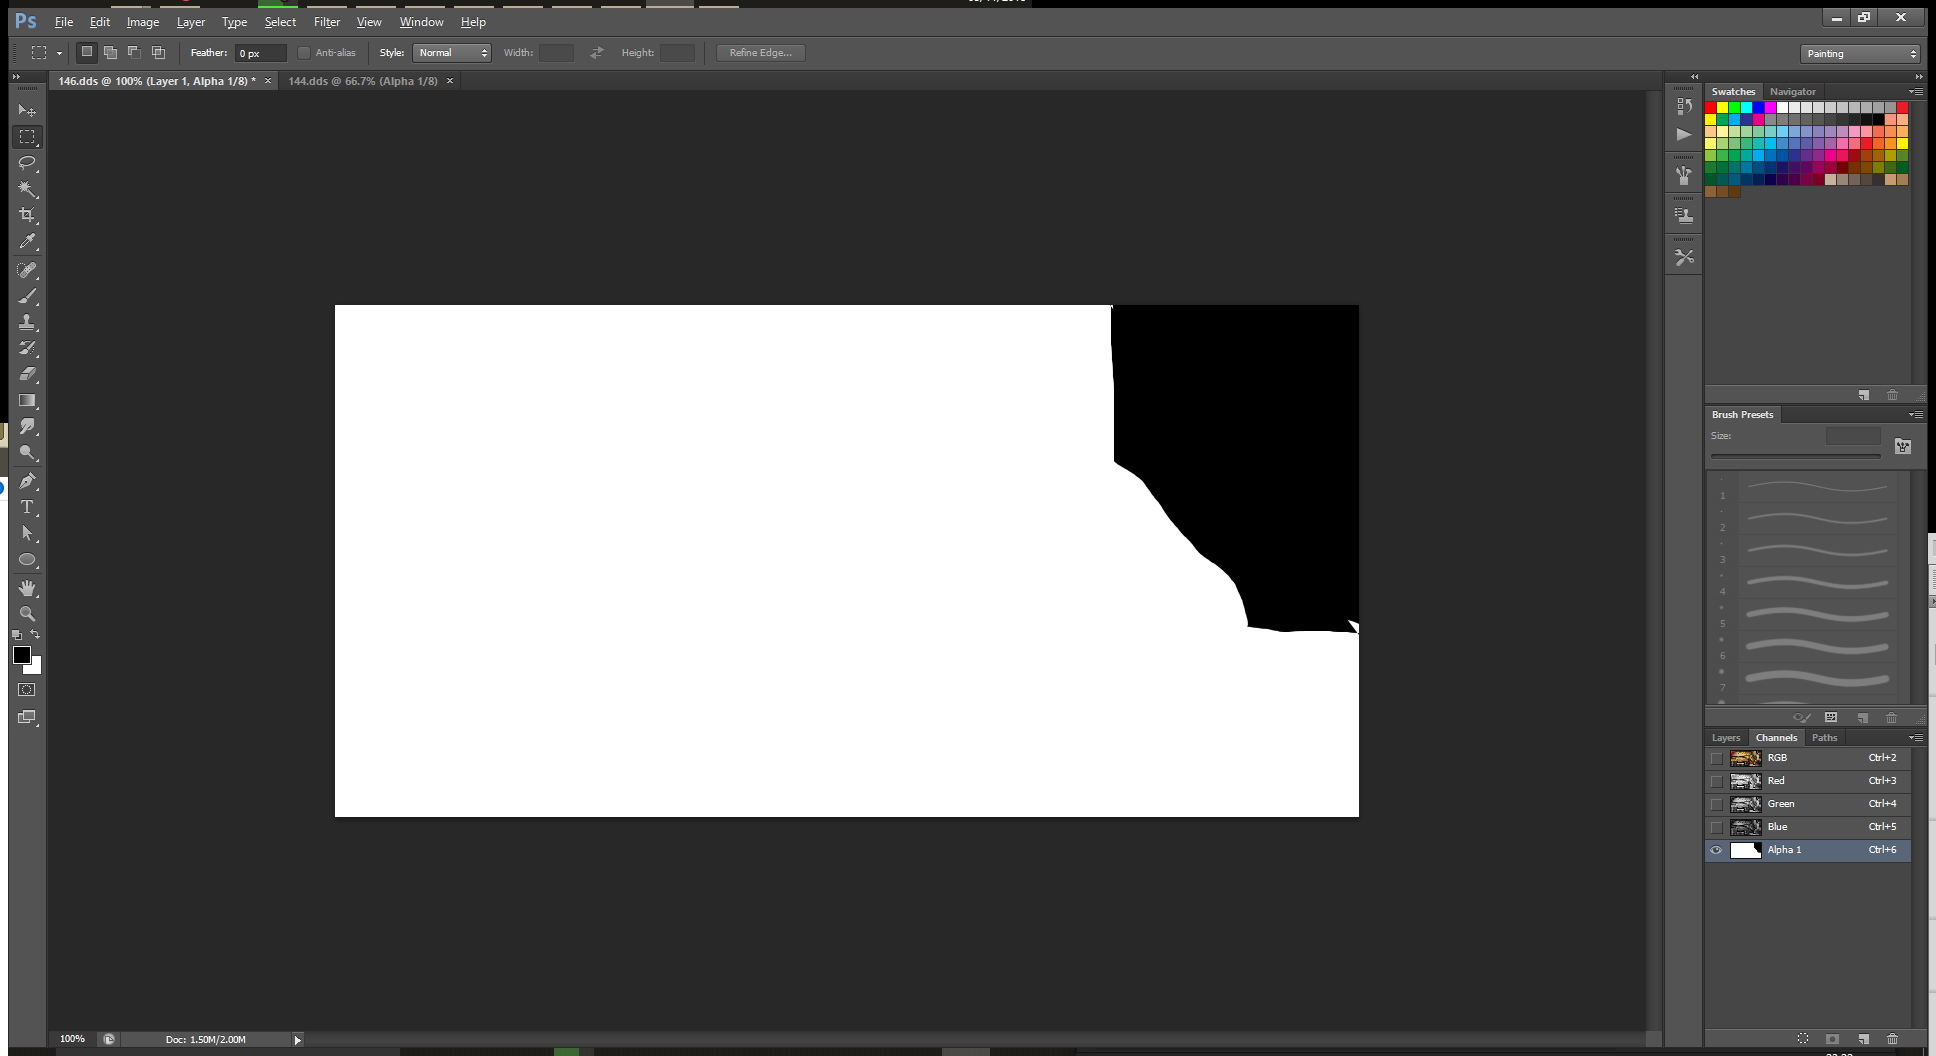 Ps File Edit Image Layer Type Select Filter View Window Help
Feather: 0 px Anti-alias Style: Normal Width: Height: Refine Edge... Painting
146.dds @ 100% (Layer 1, Alpha 1/8) * × 144.dds @ 66.7% (Alpha 1/8) ×
Swatches Navigator
Brush Presets
Size:
1
2
3
4
5
6
7
Layers Channels Paths
RGB Ctrl+2
Red Ctrl+3
Green Ctrl+4
Blue Ctrl+5
Alpha 1 Ctrl+6
100% Doc: 1.50M/2.00M